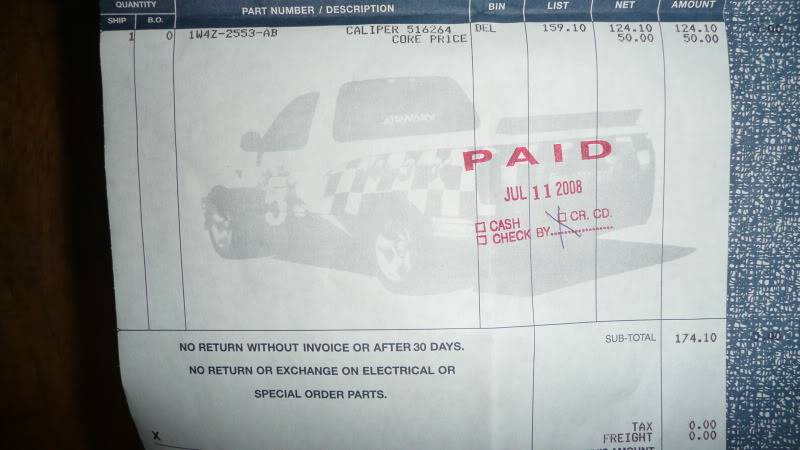 QUANTITY PART NUMBER / DESCRIPTION BIN LIST NET AMOUNT
SHIP B.O.
1 0 1W4Z-2553-AB CALIPER 516264 DEL 159.10 124.10 124.10
CORE PRICE 50.00 50.00
PAID
JUL 11 2008
CASH CR. CD.
CHECK BY
SUB-TOTAL 174.10
NO RETURN WITHOUT INVOICE OR AFTER 30 DAYS.
NO RETURN OR EXCHANGE ON ELECTRICAL OR
SPECIAL ORDER PARTS.
TAX 0.00
X FREIGHT 0.00